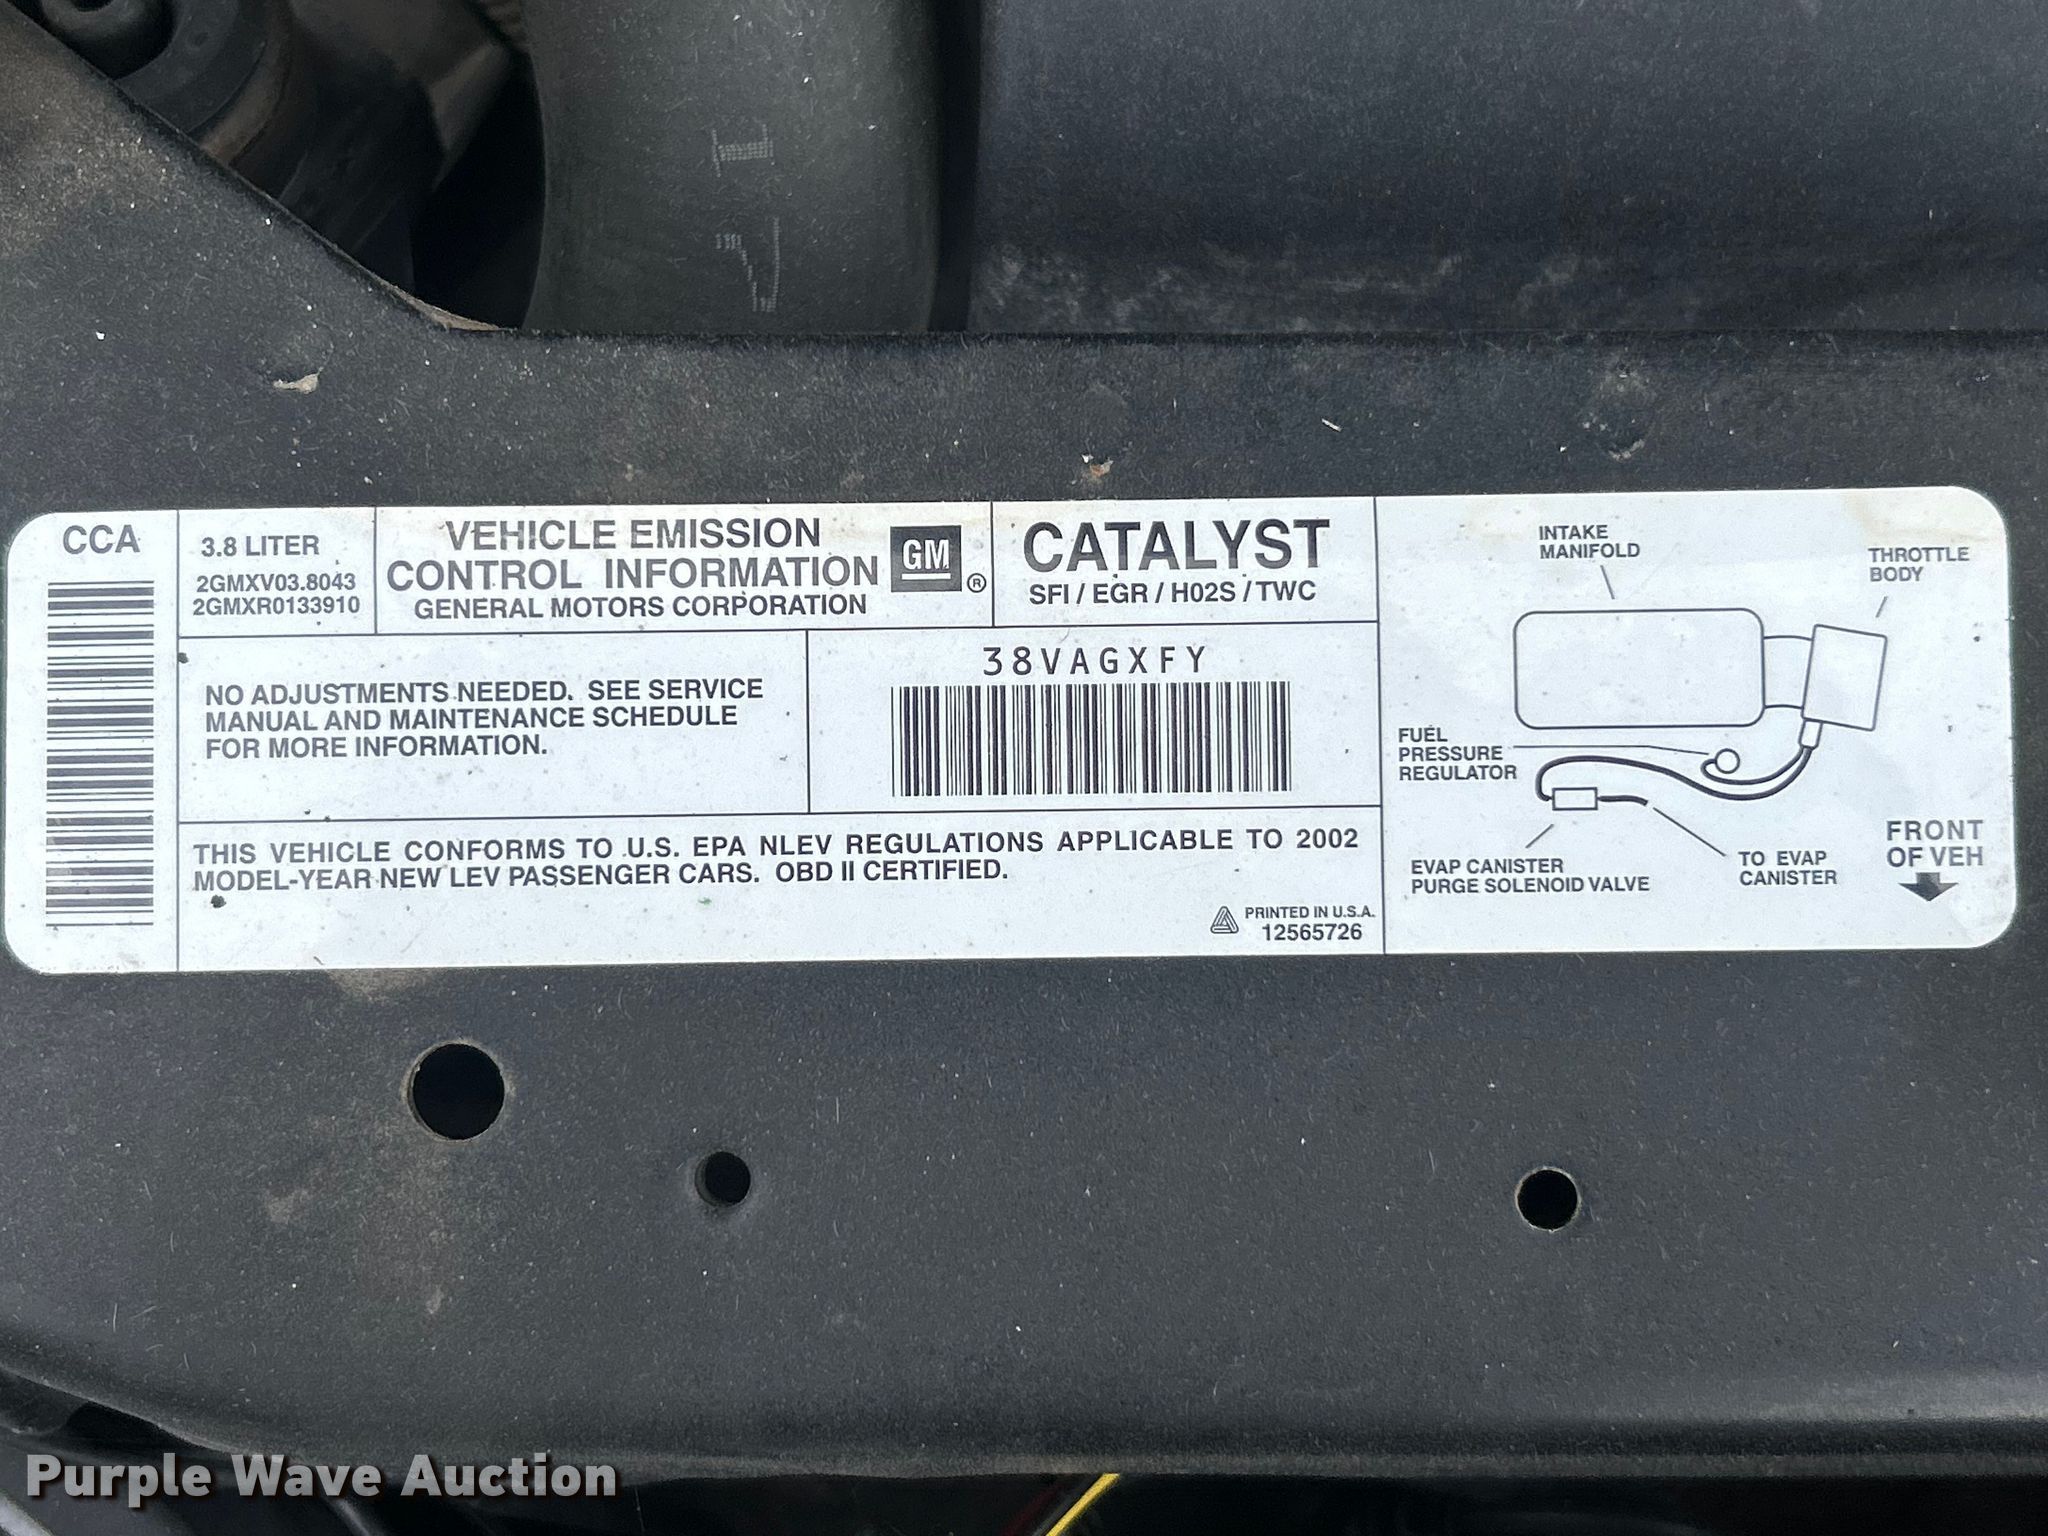 CCA
3.8 LITER
2GMXV03.8043
2GMXR0133910
VEHICLE EMISSION
CONTROL INFORMATION
GENERAL MOTORS CORPORATION
GM
®
CATALYST
SFI / EGR / H02S / TWC
NO ADJUSTMENTS NEEDED. SEE SERVICE
MANUAL AND MAINTENANCE SCHEDULE
FOR MORE INFORMATION.
38VAGXFY
THIS VEHICLE CONFORMS TO U.S. EPA NLEV REGULATIONS APPLICABLE TO 2002
MODEL-YEAR NEW LEV PASSENGER CARS. OBD II CERTIFIED.
PRINTED IN U.S.A.
12565726
INTAKE
MANIFOLD
THROTTLE
BODY
FUEL
PRESSURE
REGULATOR
EVAP CANISTER
PURGE SOLENOID VALVE
TO EVAP
CANISTER
FRONT
OF VEH
Purple Wave Auction